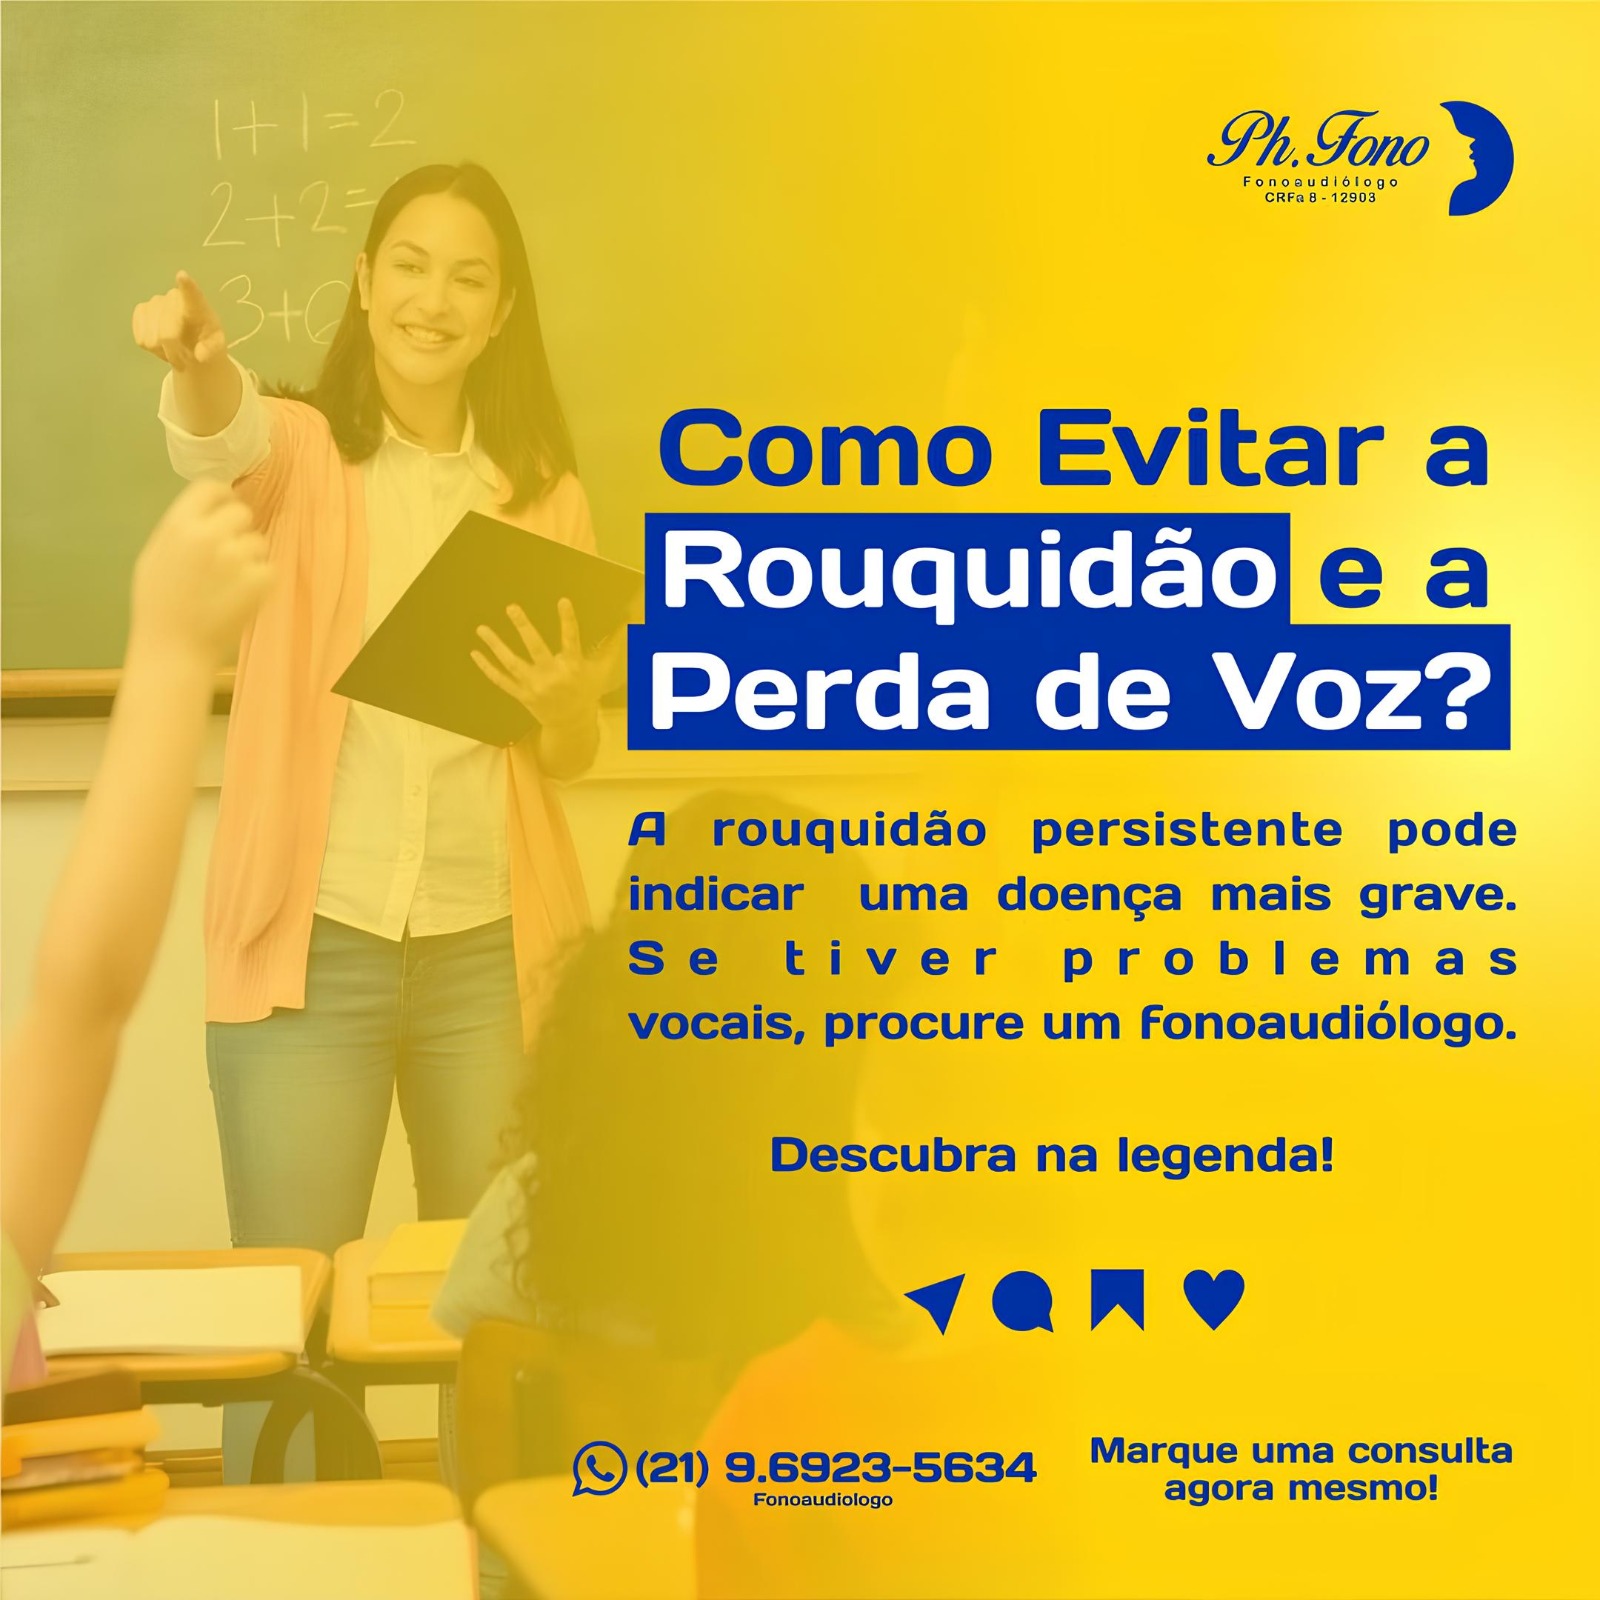 1+1=2
2+2=
3+6
Ph.Fono
Fonoaudiólogo
CRFa 8 - 12903
Como Evitar a
Rouquidão e a
Perda de Voz?
A rouquidão persistente pode
indicar uma doença mais grave.
Se tiver problemas
vocais, procure um fonoaudiólogo.
Descubra na legenda!
(21) 9.6923-5634
Fonoaudiologo
Marque uma consulta
agora mesmo!